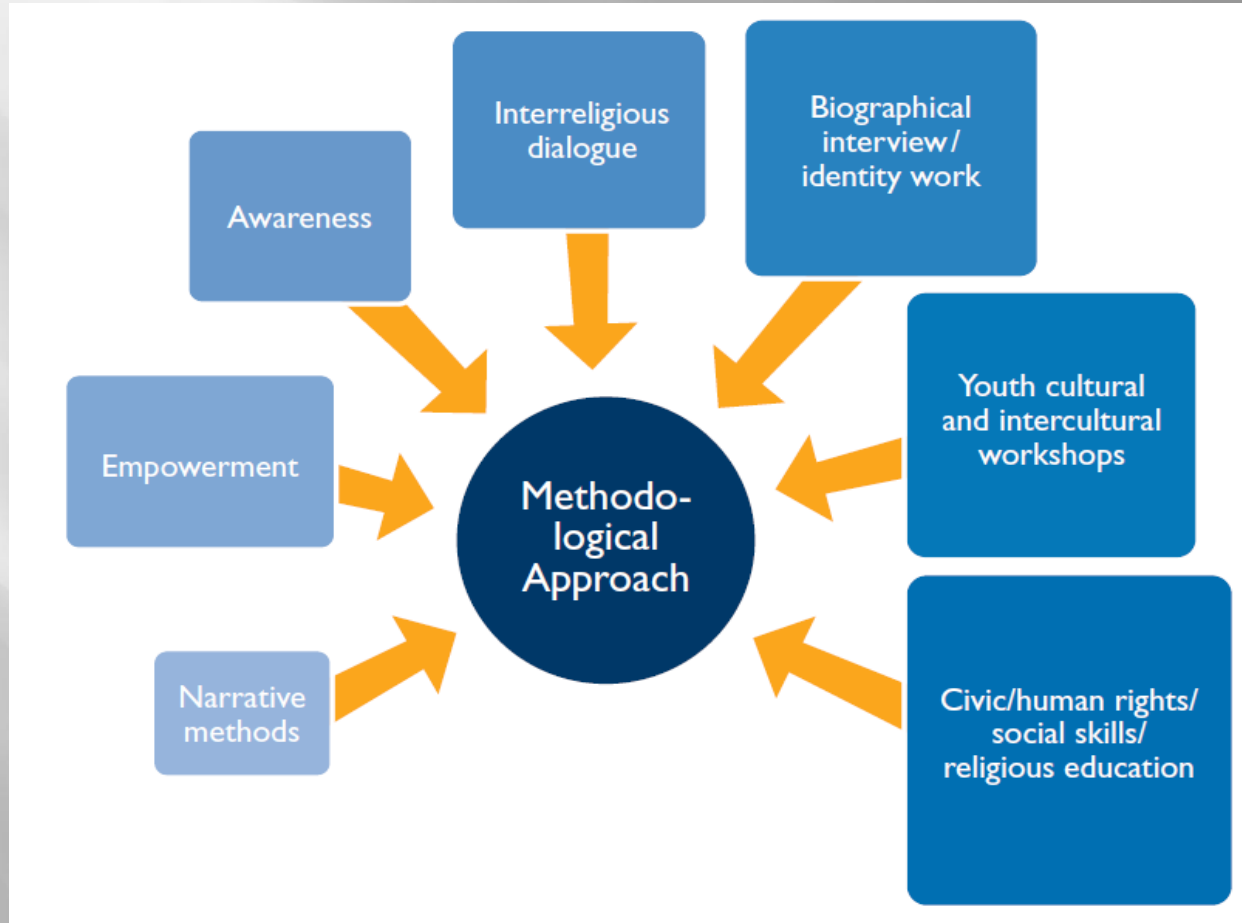 Interreligious
dialogue
Biographical
interview/
identity work
Awareness
Youth cultural
and intercultural
workshops
Empowerment
Methodo-
logical
Approach
Narrative
methods
Civic/human rights/
social skills/
religious education